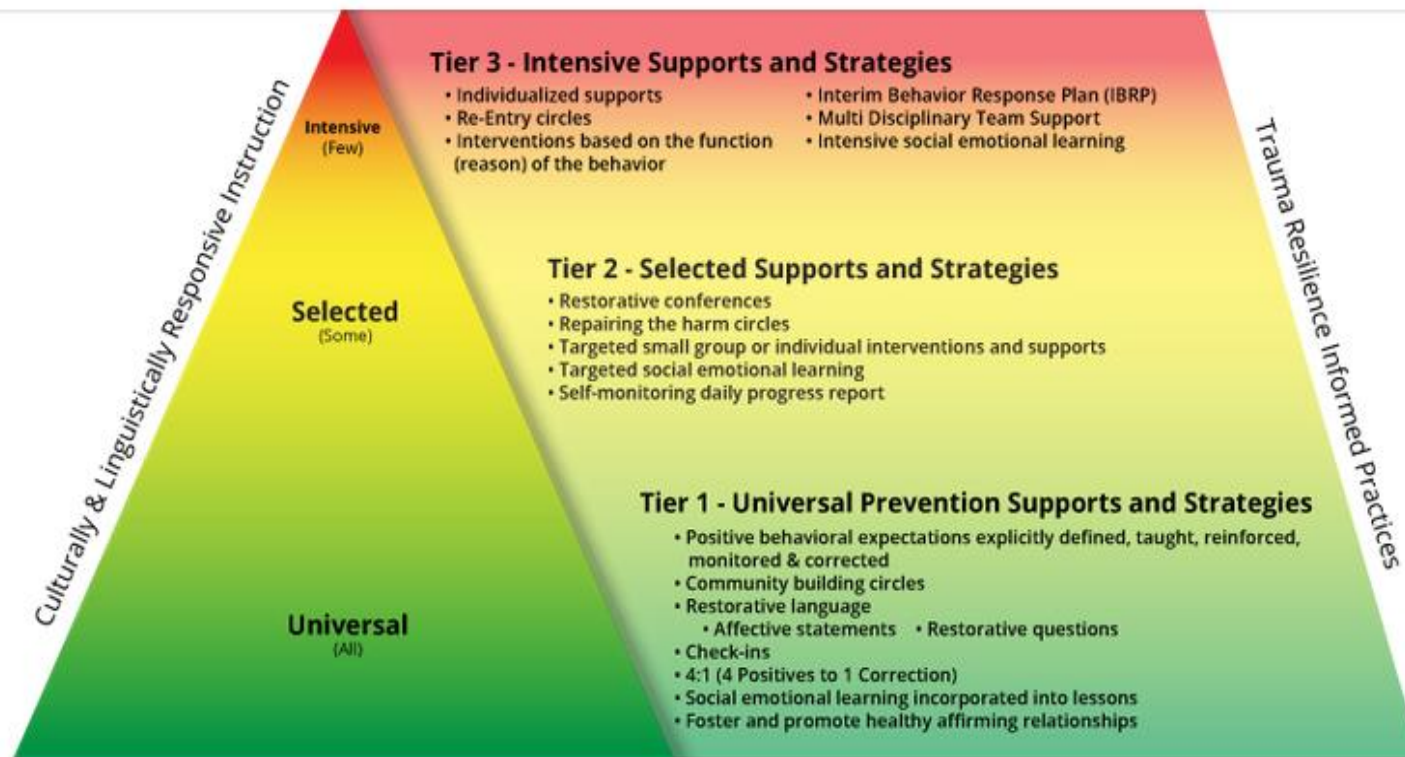 Culturally & Linguistically Responsive Instruction
Intensive
(Few)
Selected
(Some)
Universal
(All)
Tier 3 - Intensive Supports and Strategies
• Individualized supports
• Re-Entry circles
• Interventions based on the function
(reason) of the behavior
• Interim Behavior Response Plan (IBRP)
• Multi Disciplinary Team Support
• Intensive social emotional learning
Tier 2 - Selected Supports and Strategies
• Restorative conferences
• Repairing the harm circles
• Targeted small group or individual interventions and supports
• Targeted social emotional learning
• Self-monitoring daily progress report
Tier 1 - Universal Prevention Supports and Strategies
• Positive behavioral expectations explicitly defined, taught, reinforced,
monitored & corrected
• Community building circles
• Restorative language
• Affective statements • Restorative questions
• Check-ins
• 4:1 (4 Positives to 1 Correction)
• Social emotional learning incorporated into lessons
• Foster and promote healthy affirming relationships
Trauma Resilience Informed Practices